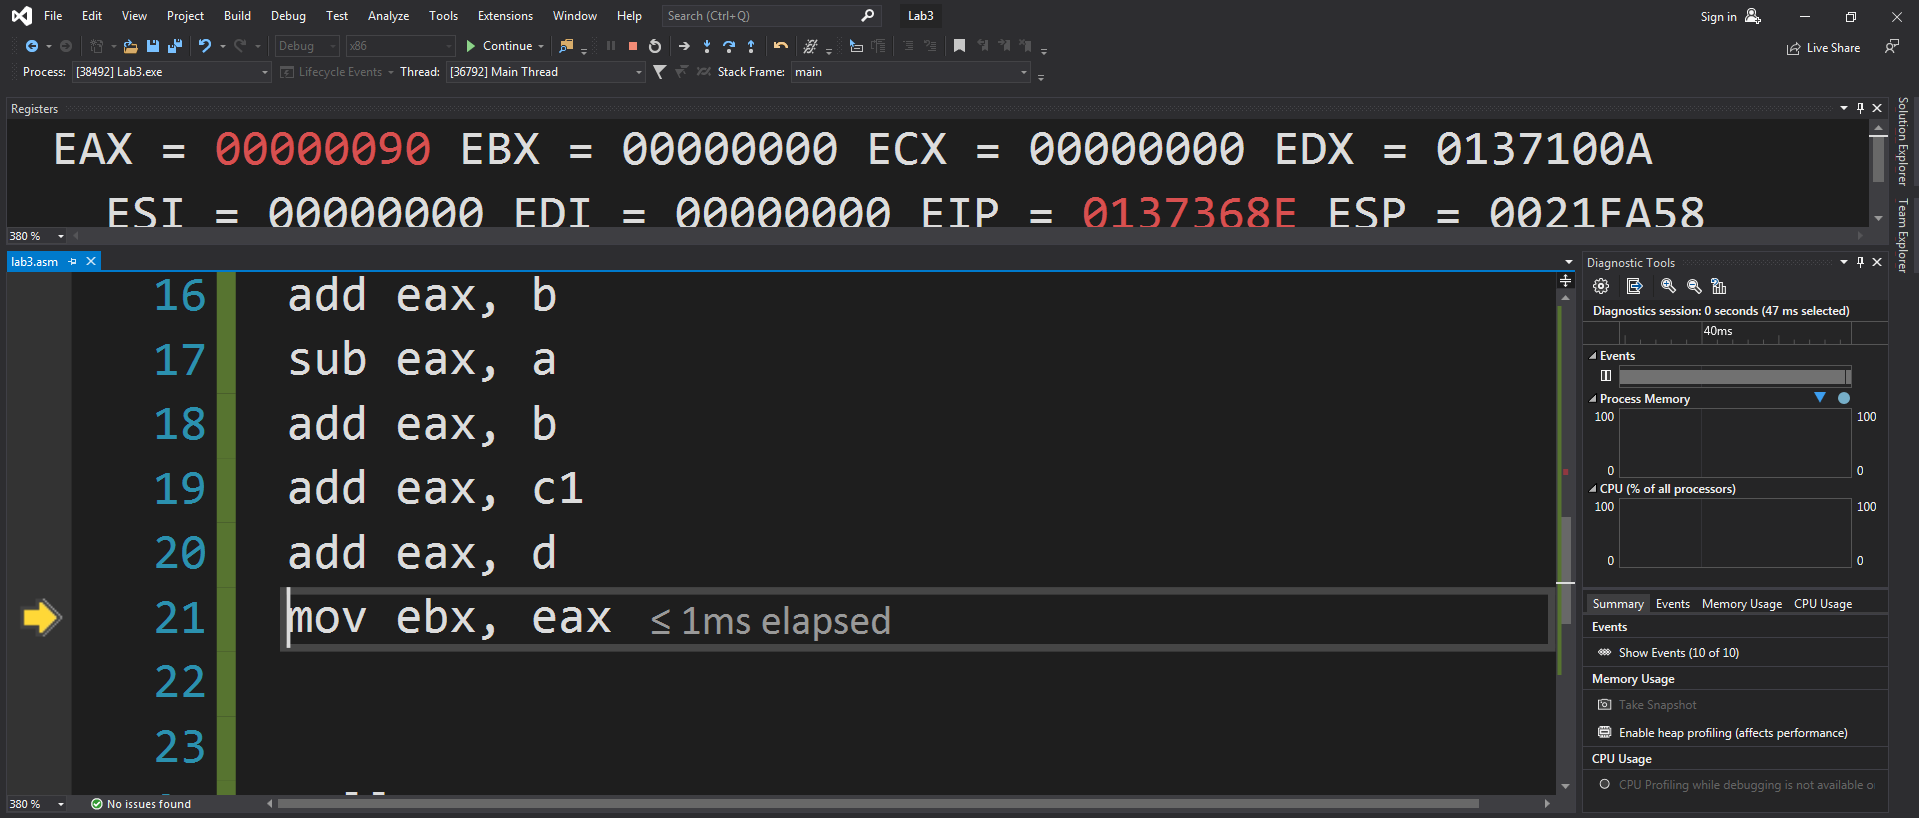 File Edit View Project Build Debug Test Analyze Tools Extensions Window Help Search (Ctrl+Q) Lab3 Sign in
Debug x86 Continue Live Share
Process: [38492] Lab3.exe Lifecycle Events Thread: [36792] Main Thread Stack Frame: main
Registers
EAX = 00000090 EBX = 00000000 ECX = 00000000 EDX = 0137100A
ESI = 00000000 EDI = 00000000 EIP = 0137368E ESP = 0021FA58
380 %
Solution Explorer
Team Explorer
lab3.asm
16 add eax, b
17 sub eax, a
18 add eax, b
19 add eax, c1
20 add eax, d
21 mov ebx, eax ≤ 1ms elapsed
22
23
380 % No issues found
Diagnostic Tools
Diagnostics session: 0 seconds (47 ms selected)
40ms
Events
Process Memory
100 100
0 0
CPU (% of all processors)
100 100
0 0
Summary Events Memory Usage CPU Usage
Events
Show Events (10 of 10)
Memory Usage
Take Snapshot
Enable heap profiling (affects performance)
CPU Usage
CPU Profiling while debugging is not available o